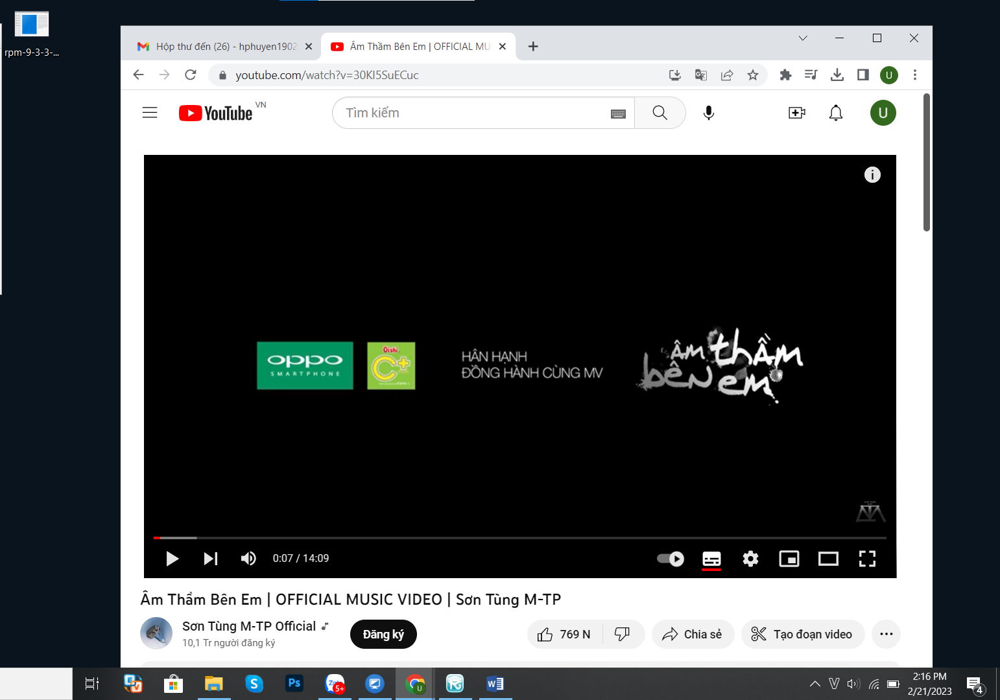 rpm-9-3-3-...
Hộp thư đến (26) - hphuyen1902
Âm Thầm Bên Em | OFFICIAL MU
youtube.com/watch?v=30KI5SuECuc
U
YouTube VN
Tìm kiếm
U
oppo
SMARTPHONE
Oishi
C+
HÂN HẠNH
ĐỒNG HÀNH CÙNG MV
âm thầm
bên em
0:07 / 14:09
Âm Thầm Bên Em | OFFICIAL MUSIC VIDEO | Sơn Tùng M-TP
Sơn Tùng M-TP Official
10,1 Tr người đăng ký
Đăng ký
769 N
Chia sẻ
Tạo đoạn video
Ps
5+
U
2:16 PM
2/21/2023
4